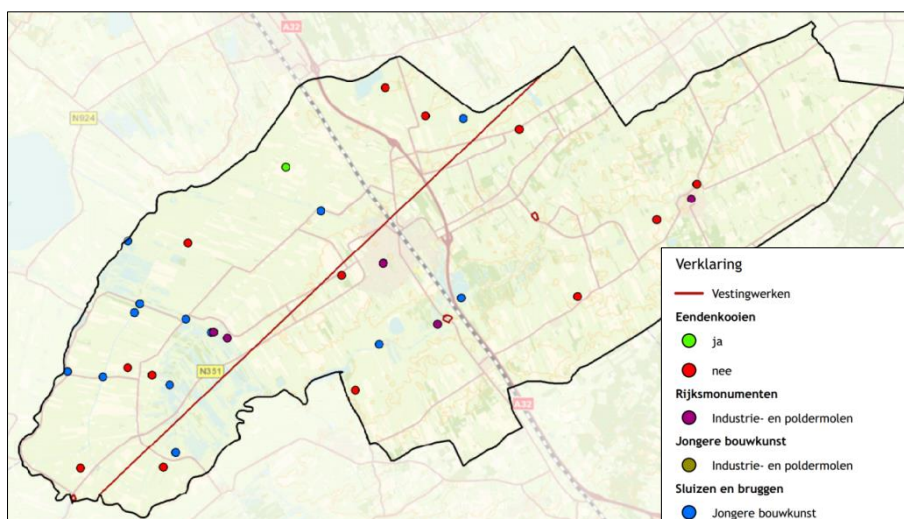 A32
N924
N351
A32
Verklaring
Vestingwerken
Eendenkooien
ja
nee
Rijksmonumenten
Industrie- en poldermolen
Jongere bouwkunst
Industrie- en poldermolen
Sluizen en bruggen
Jongere bouwkunst